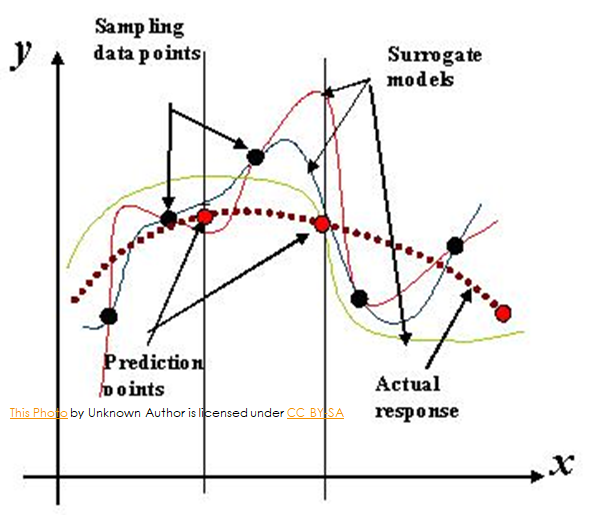 Sampling
data points
y
Surrogate
models
Prediction
points
This Photo by Unknown Author is licensed under CC BY-SA
Actual
response
x